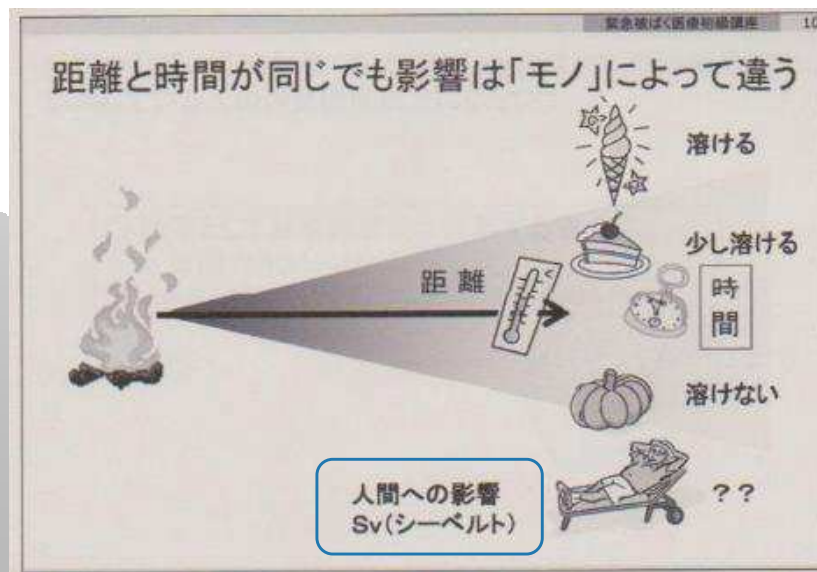 緊急被ばく医療初級講座 10
距離と時間が同じでも影響は「モノ」によって違う
溶ける
少し溶ける
距離
時間
溶けない
人間への影響
Sv(シーベルト)
??